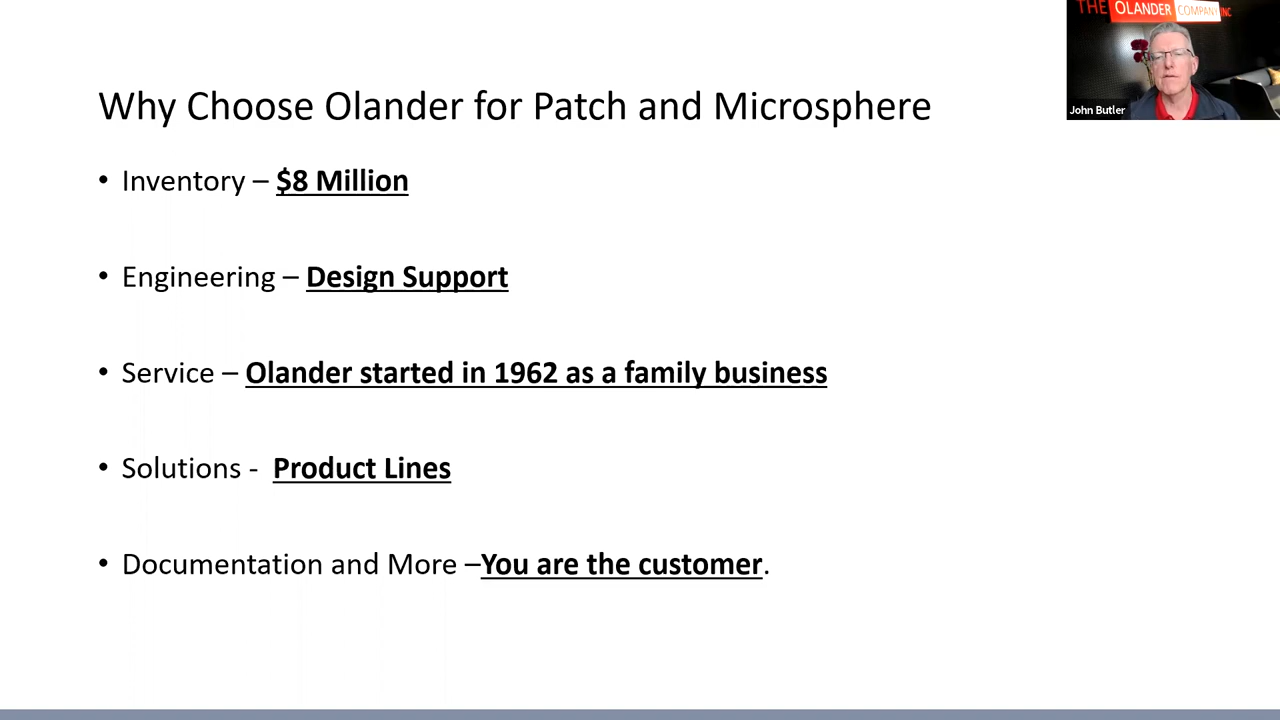 THE OLANDER COMPANY INC
John Butler
Why Choose Olander for Patch and Microsphere
• Inventory – $8 Million
• Engineering – Design Support
• Service – Olander started in 1962 as a family business
• Solutions - Product Lines
• Documentation and More –You are the customer.